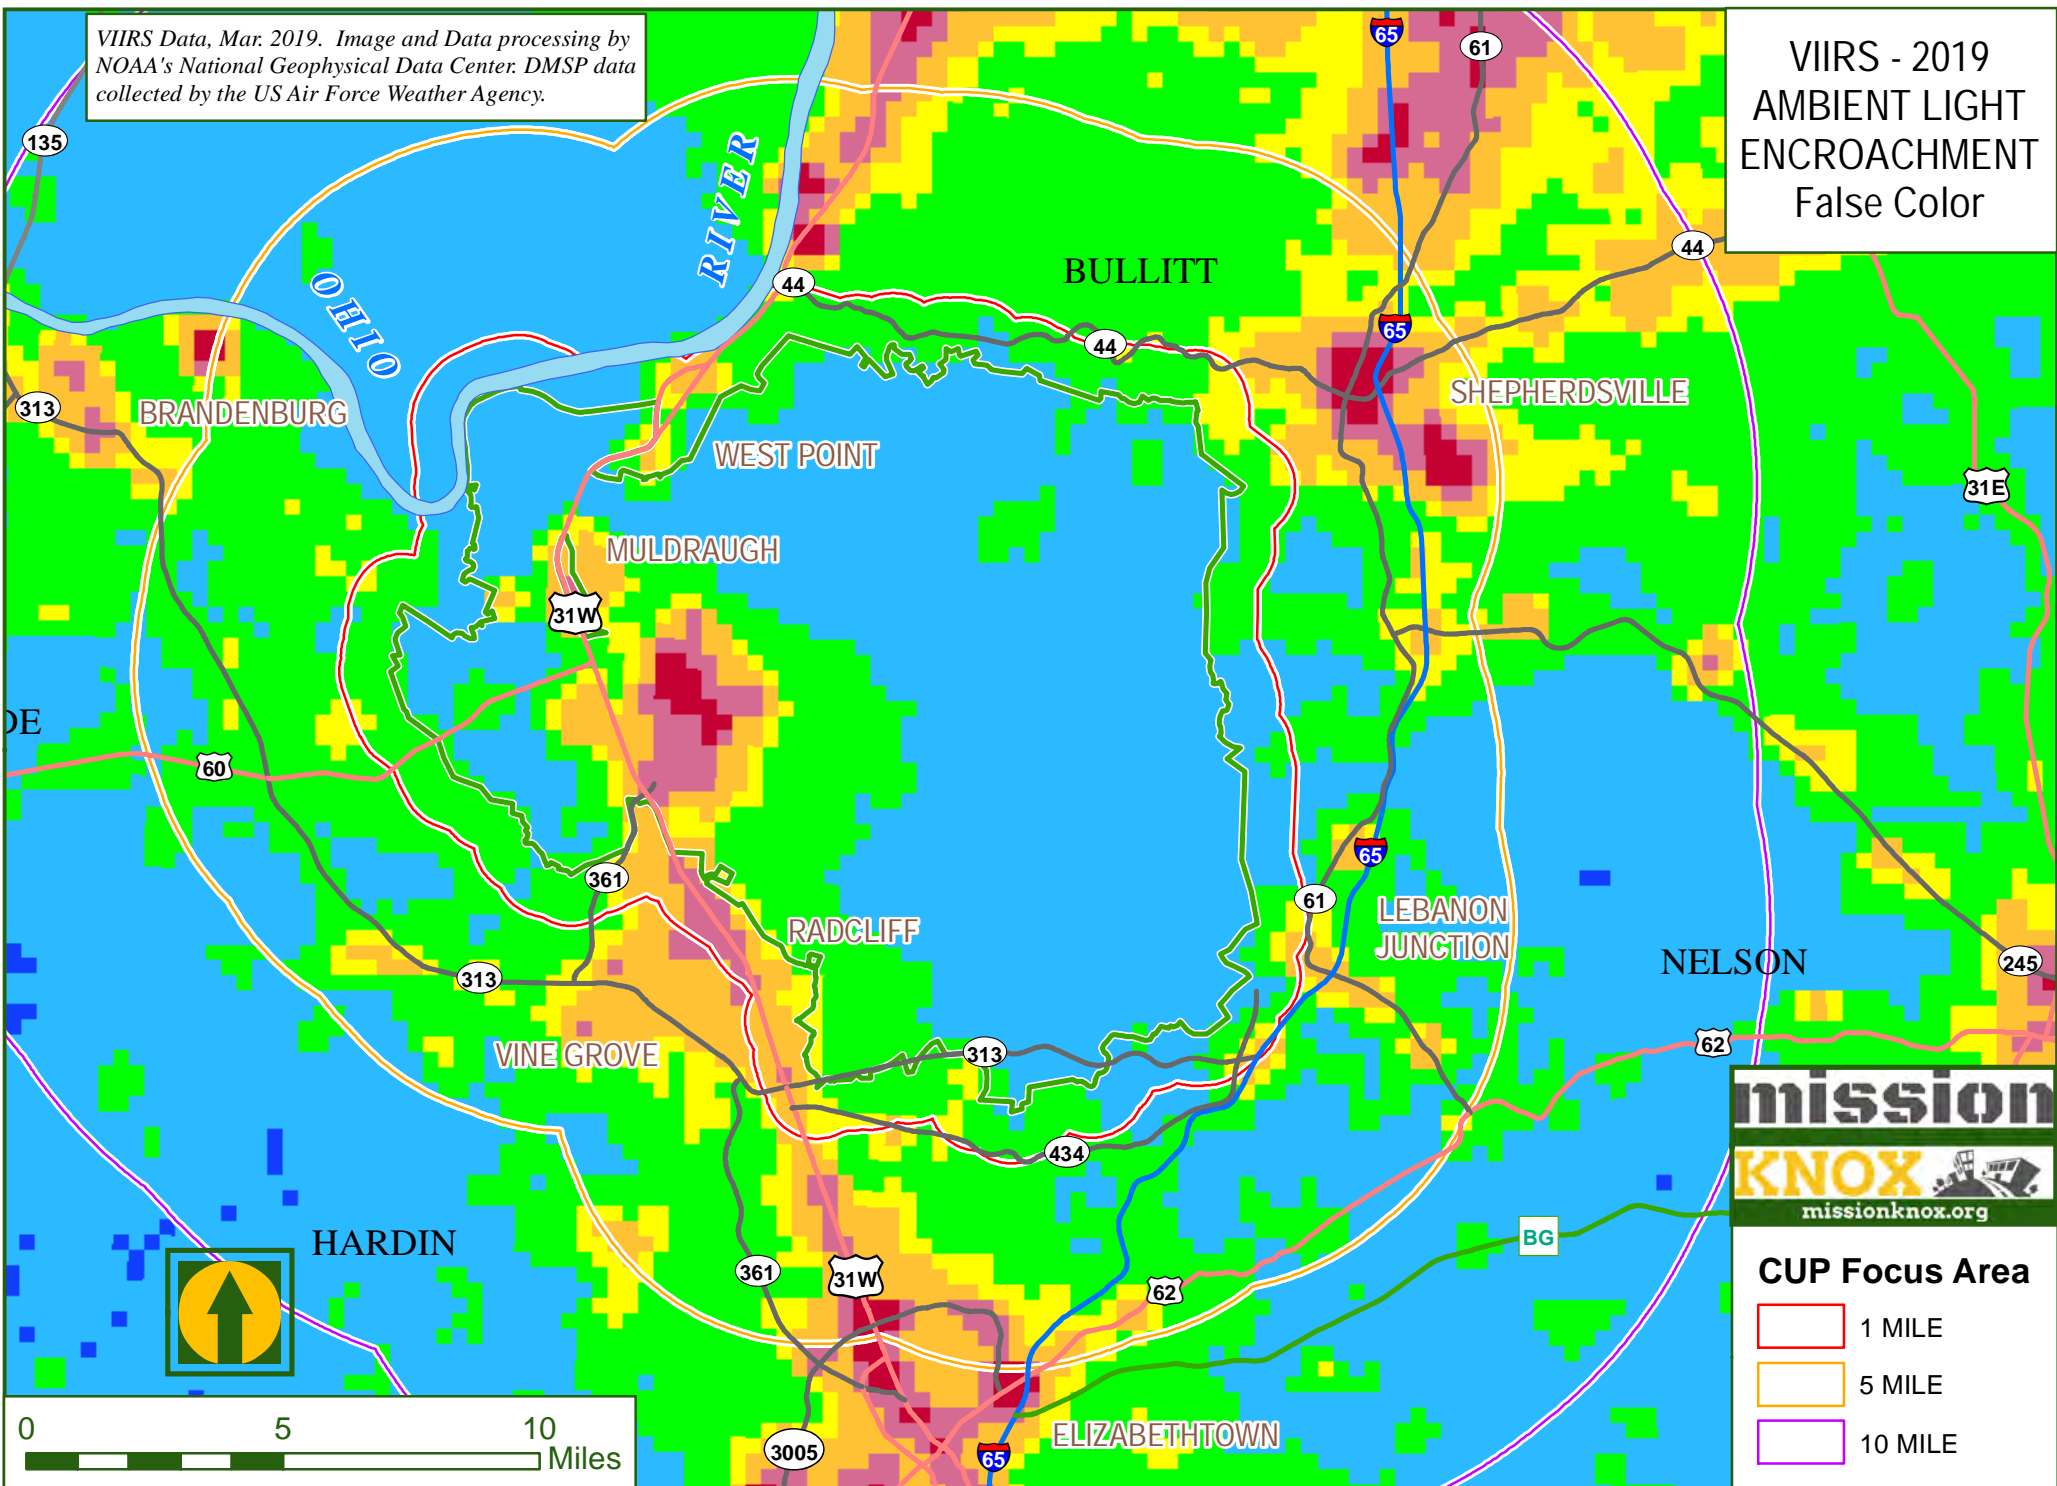 VIIRS Data, Mar. 2019. Image and Data processing by
NOAA's National Geophysical Data Center. DMSP data
collected by the US Air Force Weather Agency.
VIIRS - 2019
AMBIENT LIGHT
ENCROACHMENT
False Color
65
61
135
44
RIVER
OHIO
44
BULLITT
65
44
313
BRANDENBURG
SHEPHERDSVILLE
WEST POINT
31E
MULDRAUGH
31W
DE
60
65
361
61
LEBANON
JUNCTION
RADCLIFF
NELSON
245
313
VINE GROVE
313
62
434
mission
KNOX
missionknox.org
HARDIN
BG
361
31W
62
CUP Focus Area
1 MILE
5 MILE
10 MILE
ELIZABETHTOWN
3005
65
0 5 10
Miles